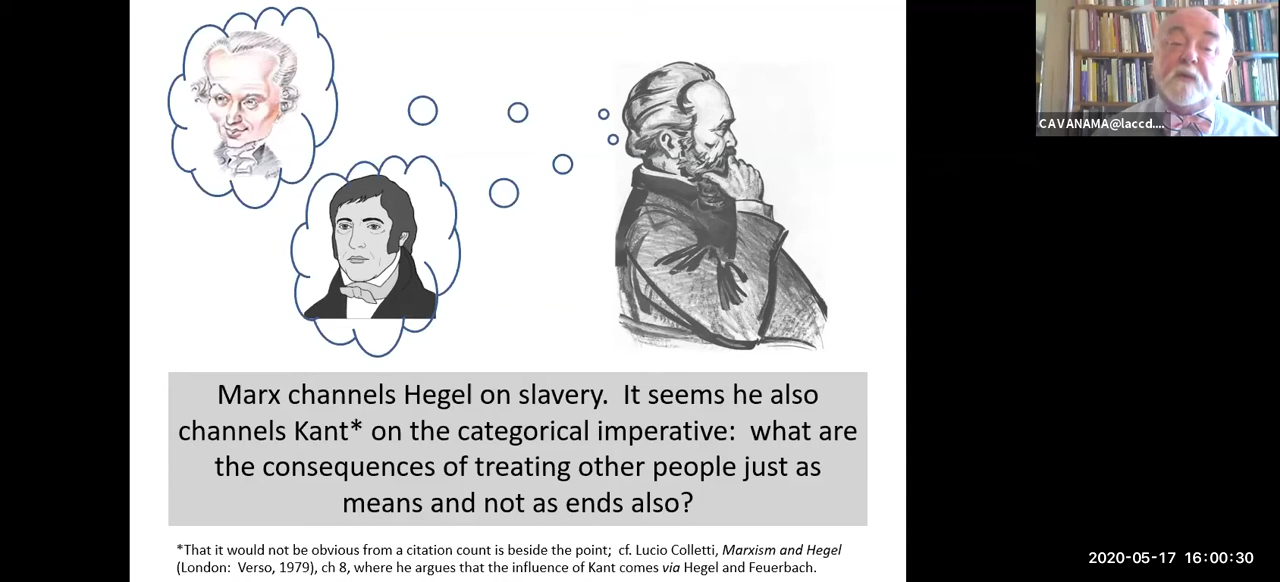 CAVANAMA@laccd....
Marx channels Hegel on slavery.  It seems he also
channels Kant* on the categorical imperative:  what are
the consequences of treating other people just as
means and not as ends also?
*That it would not be obvious from a citation count is beside the point;  cf. Lucio Colletti, Marxism and Hegel
(London:  Verso, 1979), ch 8, where he argues that the influence of Kant comes via Hegel and Feuerbach.
2020-05-17  16:00:30